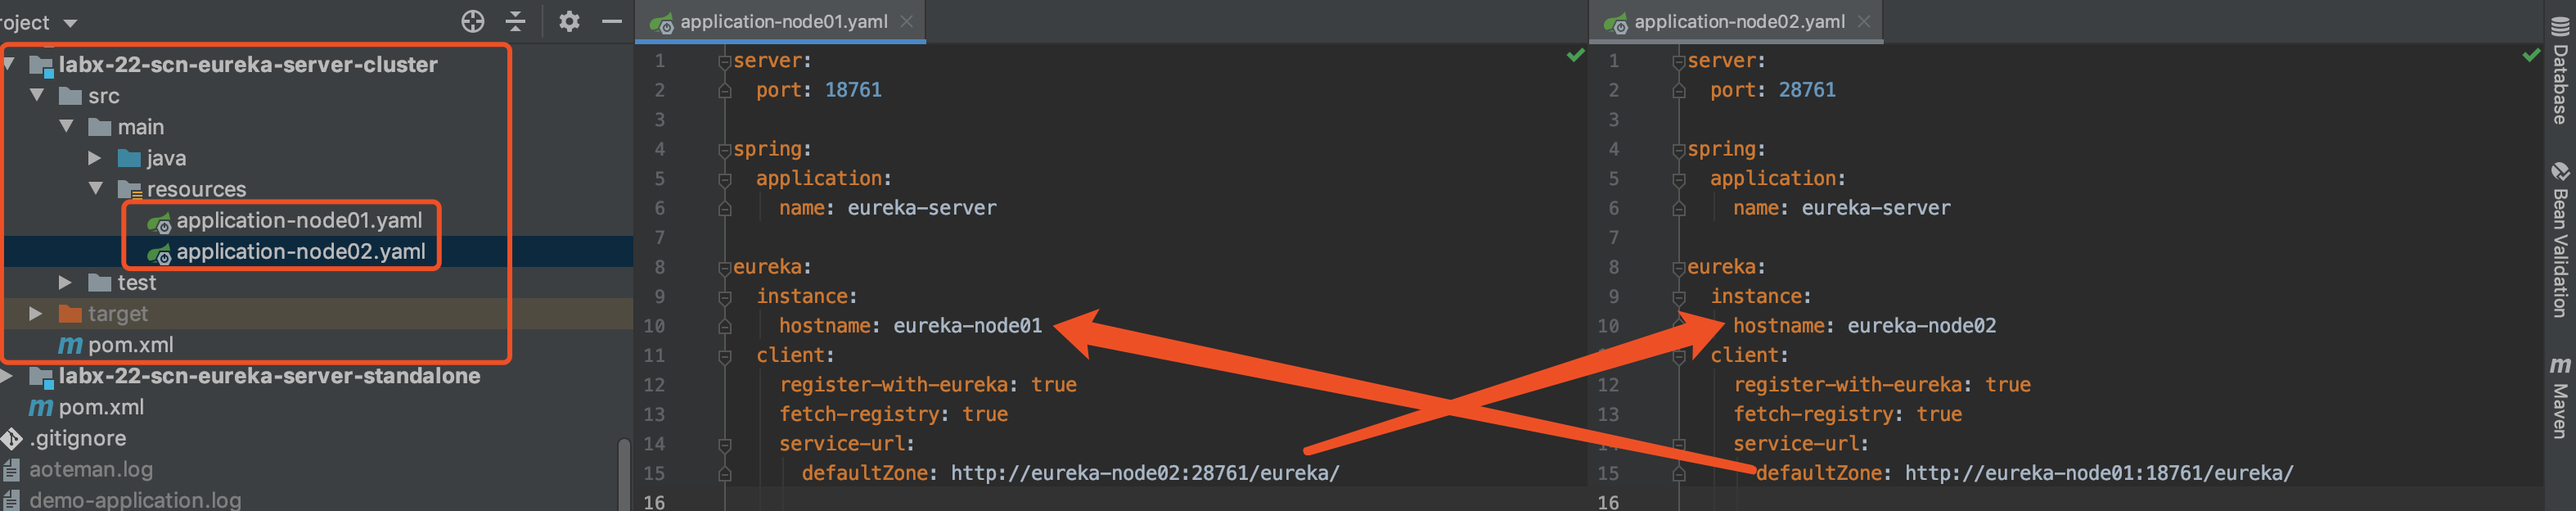 roject
labx-22-scn-eureka-server-cluster
src
main
java
resources
application-node01.yaml
application-node02.yaml
test
target
pom.xml
labx-22-scn-eureka-server-standalone
pom.xml
.gitignore
aoteman.log
demo-application.log
application-node01.yaml
1 server:
2 port: 18761
3
4 spring:
5 application:
6 name: eureka-server
7
8 eureka:
9 instance:
10 hostname: eureka-node01
11 client:
12 register-with-eureka: true
13 fetch-registry: true
14 service-url:
15 defaultZone: http://eureka-node02:28761/eureka/
16
application-node02.yaml
1 server:
2 port: 28761
3
4 spring:
5 application:
6 name: eureka-server
7
8 eureka:
9 instance:
10 hostname: eureka-node02
11 client:
12 register-with-eureka: true
13 fetch-registry: true
service-url:
15 defaultZone: http://eureka-node01:18761/eureka/
16
Database
Bean Validation
Maven